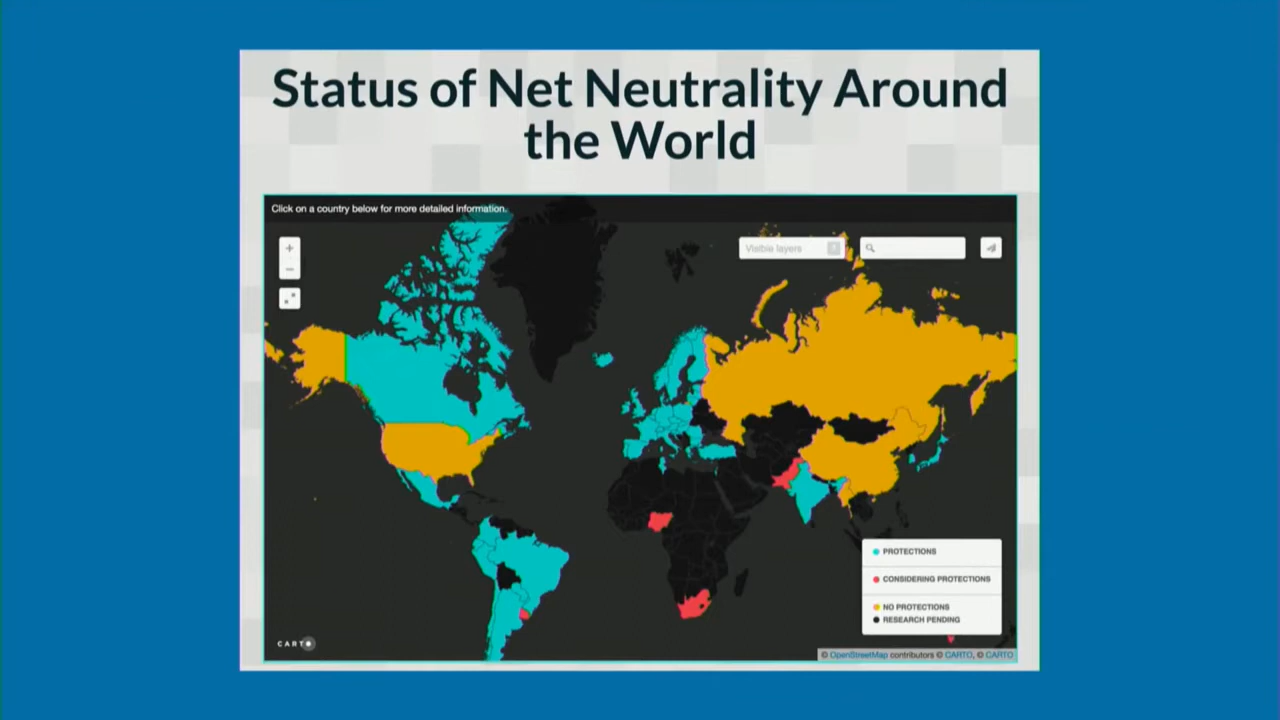 Status of Net Neutrality Around
the World
Click on a country below for more detailed information.
+
−
Visible layers
CARTO
PROTECTIONS
CONSIDERING PROTECTIONS
NO PROTECTIONS
RESEARCH PENDING
© OpenStreetMap contributors © CARTO, © CARTO